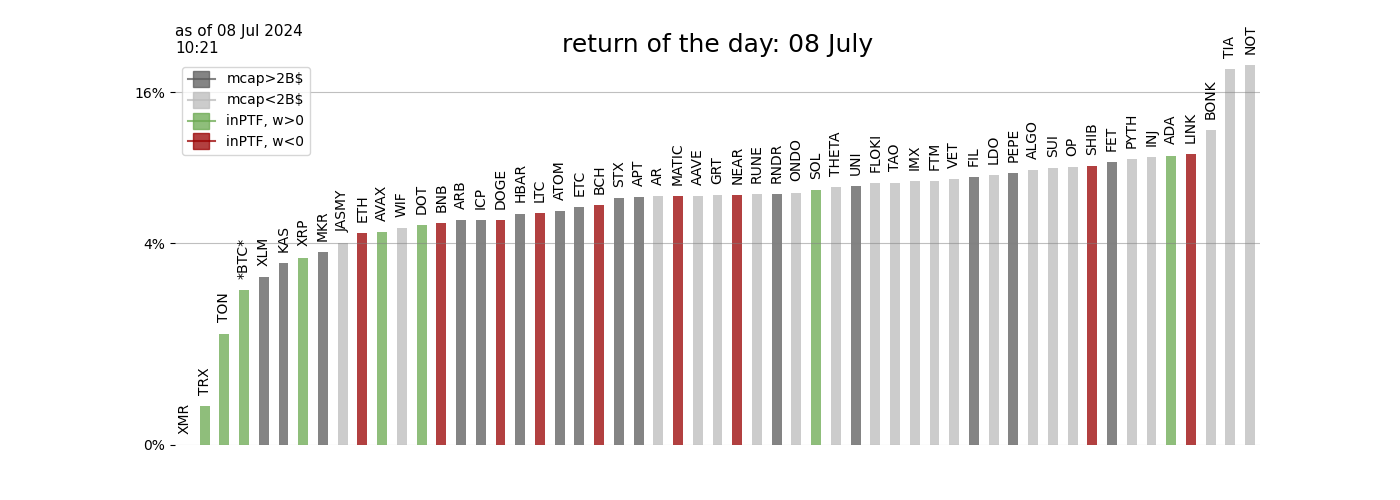 as of 08 Jul 2024
10:21
return of the day: 08 July
mcap>2B$
mcap<2B$
inPTF, w>0
inPTF, w<0
16%
4%
0%
XMR
TRX
TON
*BTC*
XLM
KAS
XRP
MKR
JASMY
ETH
AVAX
WIF
DOT
BNB
ARB
ICP
DOGE
HBAR
LTC
ATOM
ETC
BCH
STX
APT
AR
MATIC
AAVE
GRT
NEAR
RUNE
RNDR
ONDO
SOL
THETA
UNI
FLOKI
TAO
IMX
FTM
VET
FIL
LDO
PEPE
ALGO
SUI
OP
SHIB
FET
PYTH
INJ
ADA
LINK
BONK
TIA
NOT